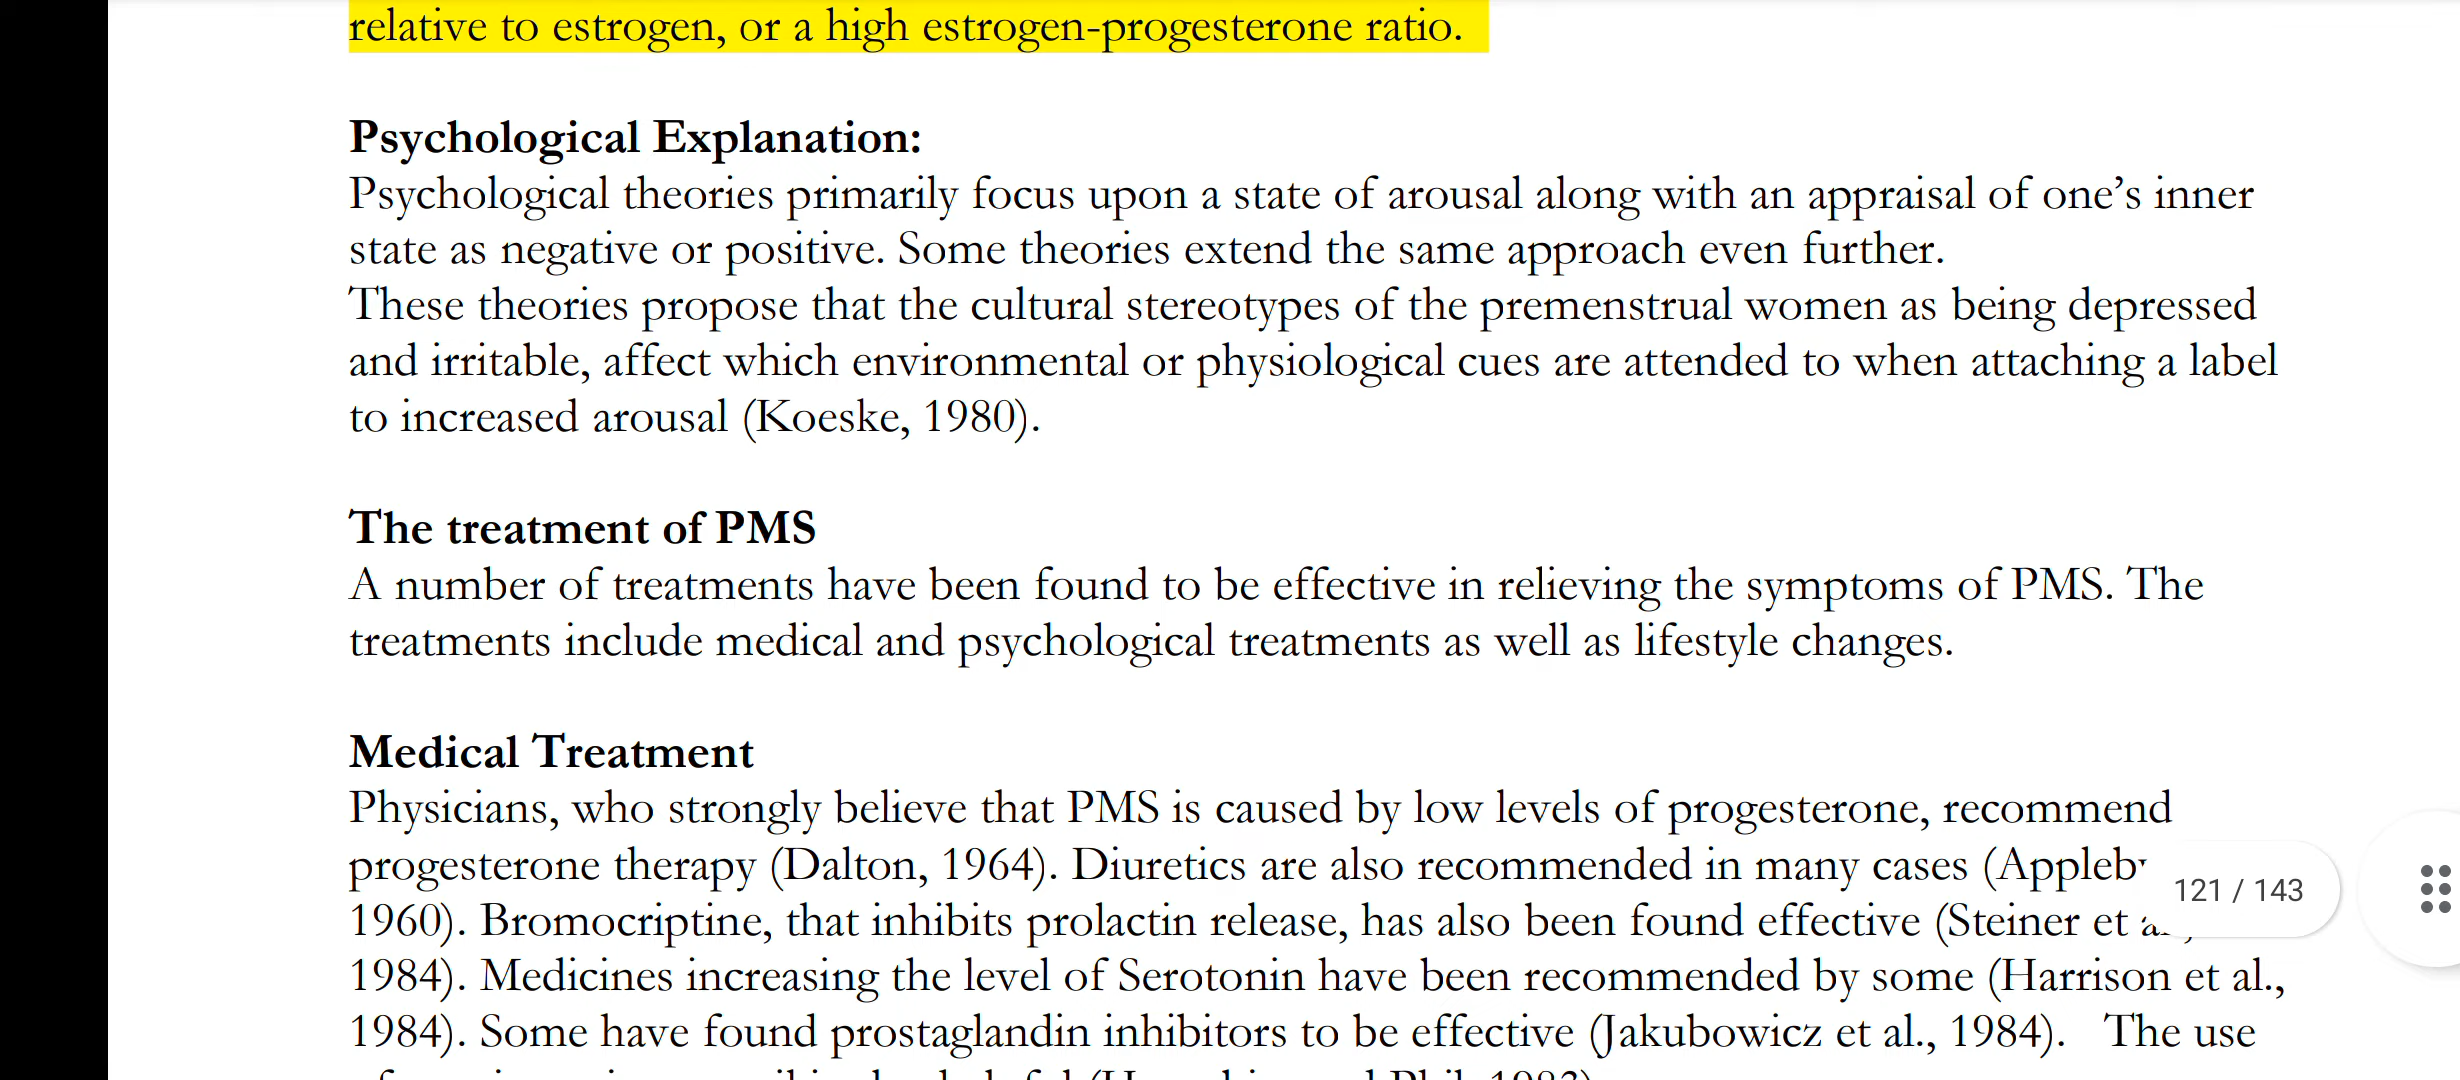 relative to estrogen, or a high estrogen-progesterone ratio.
Psychological Explanation:
Psychological theories primarily focus upon a state of arousal along with an appraisal of one’s inner
state as negative or positive. Some theories extend the same approach even further.
These theories propose that the cultural stereotypes of the premenstrual women as being depressed
and irritable, affect which environmental or physiological cues are attended to when attaching a label
to increased arousal (Koeske, 1980).
The treatment of PMS
A number of treatments have been found to be effective in relieving the symptoms of PMS. The
treatments include medical and psychological treatments as well as lifestyle changes.
Medical Treatment
Physicians, who strongly believe that PMS is caused by low levels of progesterone, recommend
progesterone therapy (Dalton, 1964). Diuretics are also recommended in many cases
121 / 143
1960). Bromocriptine, that inhibits prolactin release, has also been found effective (Steiner et
1984). Medicines increasing the level of Serotonin have been recommended by some (Harrison et al.,
1984). Some have found prostaglandin inhibitors to be effective (Jakubowicz et al., 1984). The use